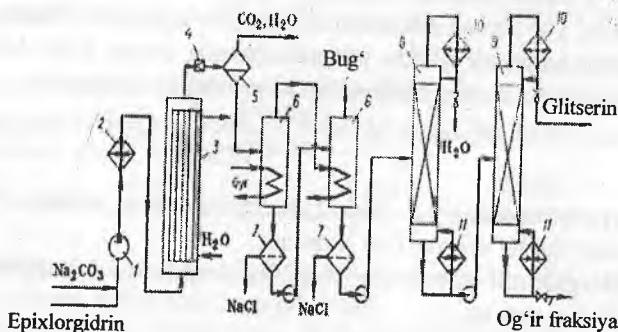 CO₂, H₂O
Bug‘
10
10
4
8
9
5
6
6
2
3
Glitserin
H₂O
H₂O
1
7
7
11
11
Na₂CO₃
NaCl
NaCl
Epixlorgidrin
Og‘ir fraksiya